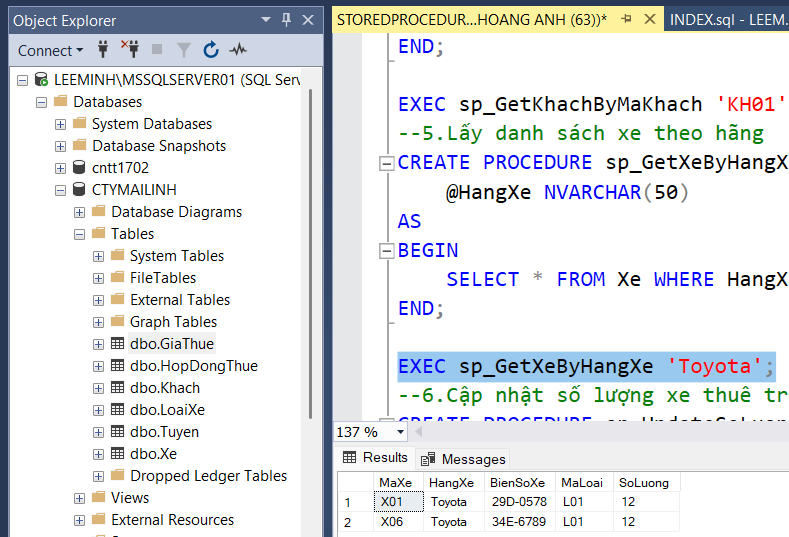 Object Explorer
Connect
LEEMINH\MSSQLSERVER01 (SQL Serv
Databases
System Databases
Database Snapshots
cntt1702
CTYMAILINH
Database Diagrams
Tables
System Tables
FileTables
External Tables
Graph Tables
dbo.GiaThue
dbo.HopDongThue
dbo.Khach
dbo.LoaiXe
dbo.Tuyen
dbo.Xe
Dropped Ledger Tables
Views
External Resources
STOREDPROCEDUR...HOANG ANH (63))*
INDEX.sql - LEEM.
END;
EXEC sp_GetKhachByMaKhach 'KH01'
--5.Lấy danh sách xe theo hãng
CREATE PROCEDURE sp_GetXeByHangX
@HangXe NVARCHAR(50)
AS
BEGIN
SELECT * FROM Xe WHERE HangX
END;
EXEC sp_GetXeByHangXe 'Toyota';
--6.Cập nhật số lượng xe thuê tr
CREATE PROCEDURE sp_UpdateSoLuon
137 %
Results Messages
MaXe HangXe BienSoXe MaLoai SoLuong
1 X01 Toyota 29D-0578 L01 12
2 X06 Toyota 34E-6789 L01 12